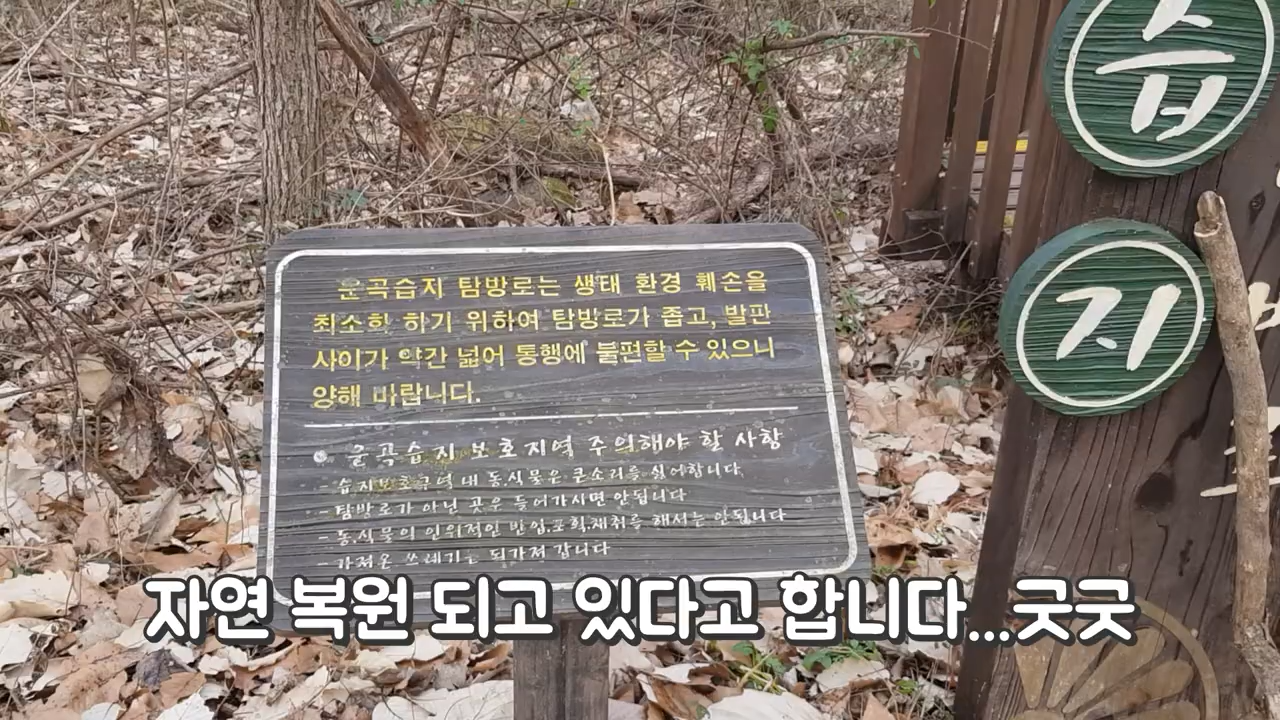 운곡습지 탐방로는 생태 환경 훼손을
최소화 하기 위하여 탐방로가 좁고, 발판
사이가 약간 넓어 통행에 불편할 수 있으니
양해 바랍니다.
• 운곡습지보호지역 주의해야 할 사항
- 습지보호구역 내 동식물은 큰소리를 싫어합니다
- 탐방로가 아닌 곳은 들어가시면 안됩니다
- 동식물의 인위적인 반입,포획,채취를 해서는 안됩니다
- 가져온 쓰레기는 되가져 갑니다
습
지
자연 복원 되고 있다고 합니다...굿굿